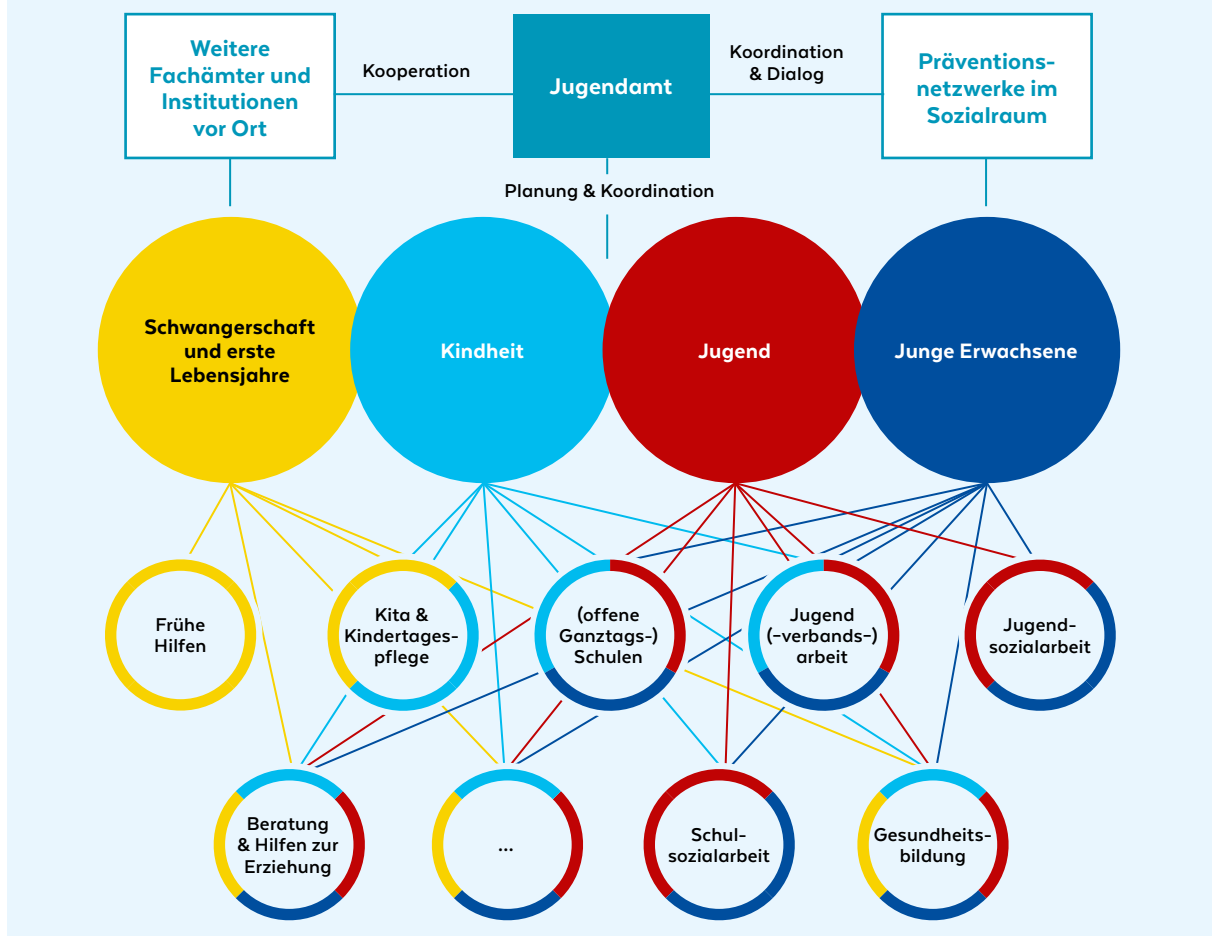 Weitere
Fachämter und
Institutionen
vor Ort
Kooperation
Jugendamt
Koordination
& Dialog
Präventions-
netzwerke im
Sozialraum
Planung & Koordination
Schwangerschaft
und erste
Lebensjahre
Kindheit
Jugend
Junge Erwachsene
Frühe
Hilfen
Kita &
Kindertages-
pflege
(offene
Ganztags-)
Schulen
Jugend
(-verbands-)
arbeit
Jugend-
sozialarbeit
Beratung
& Hilfen zur
Erziehung
...
Schul-
sozialarbeit
Gesundheits-
bildung